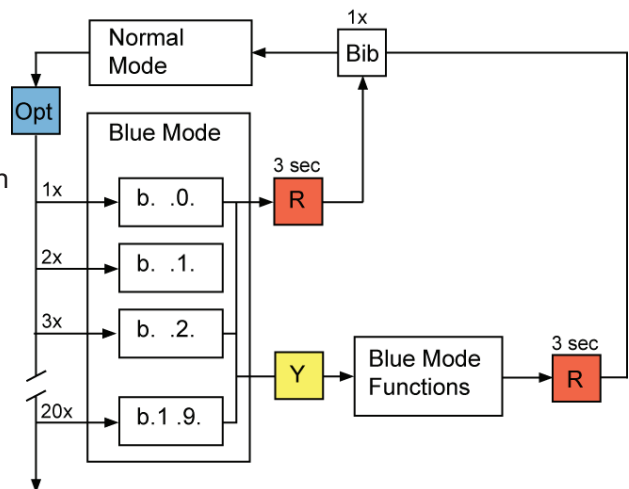 1x
Normal
Mode
Bib
Opt
Blue Mode
3 sec
n
1x
b. .0.
R
2x
b. .1.
3x
b. .2.
3 sec
Y
Blue Mode
Functions
R
20x
b.1 .9.